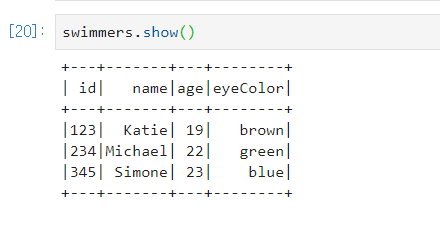 [20]: swimmers.show()
+---+-------+---+--------+
| id|   name|age|eyeColor|
+---+-------+---+--------+
|123|  Katie| 19|   brown|
|234|Michael| 22|   green|
|345| Simone| 23|    blue|
+---+-------+---+--------+